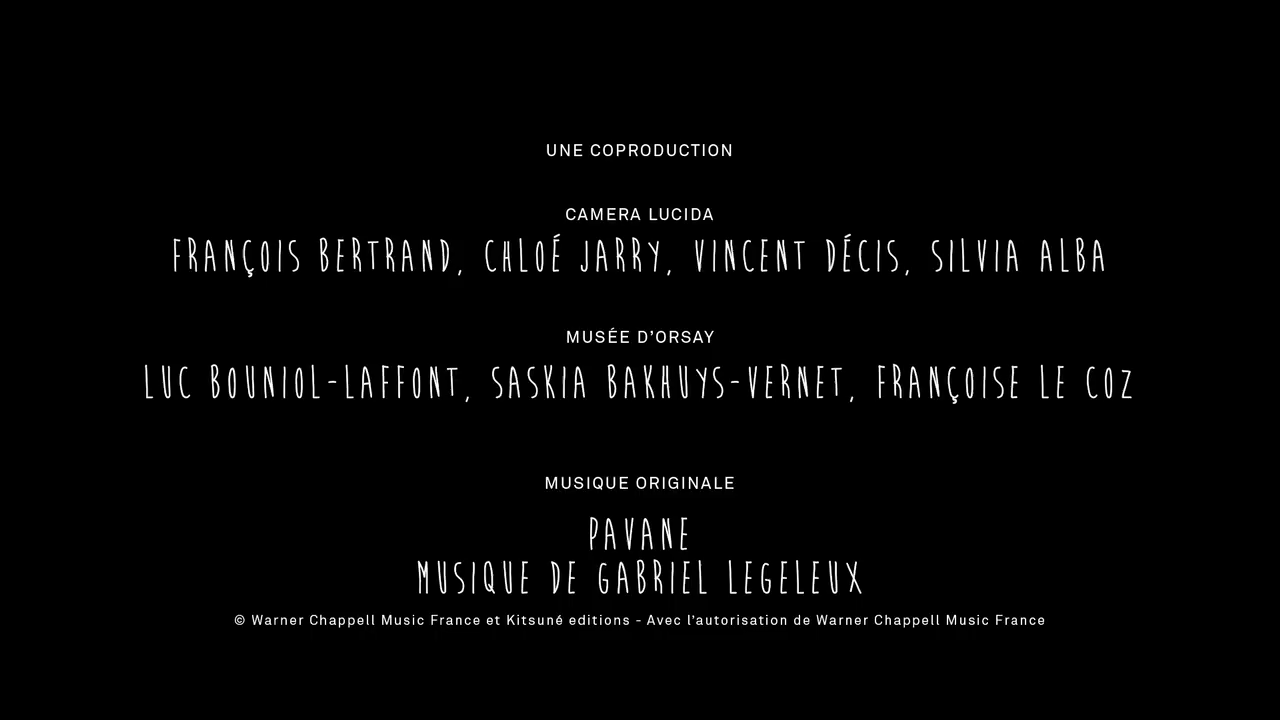 UNE COPRODUCTION
CAMERA LUCIDA
FRANÇOIS BERTRAND, CHLOÉ JARRY, VINCENT DÉCIS, SILVIA ALBA
MUSÉE D’ORSAY
LUC BOUNIOL-LAFFONT, SASKIA BAKHUYS-VERNET, FRANÇOISE LE COZ
MUSIQUE ORIGINALE
PAVANE
MUSIQUE DE GABRIEL LEGELEUX
© Warner Chappell Music France et Kitsuné editions - Avec l’autorisation de Warner Chappell Music France